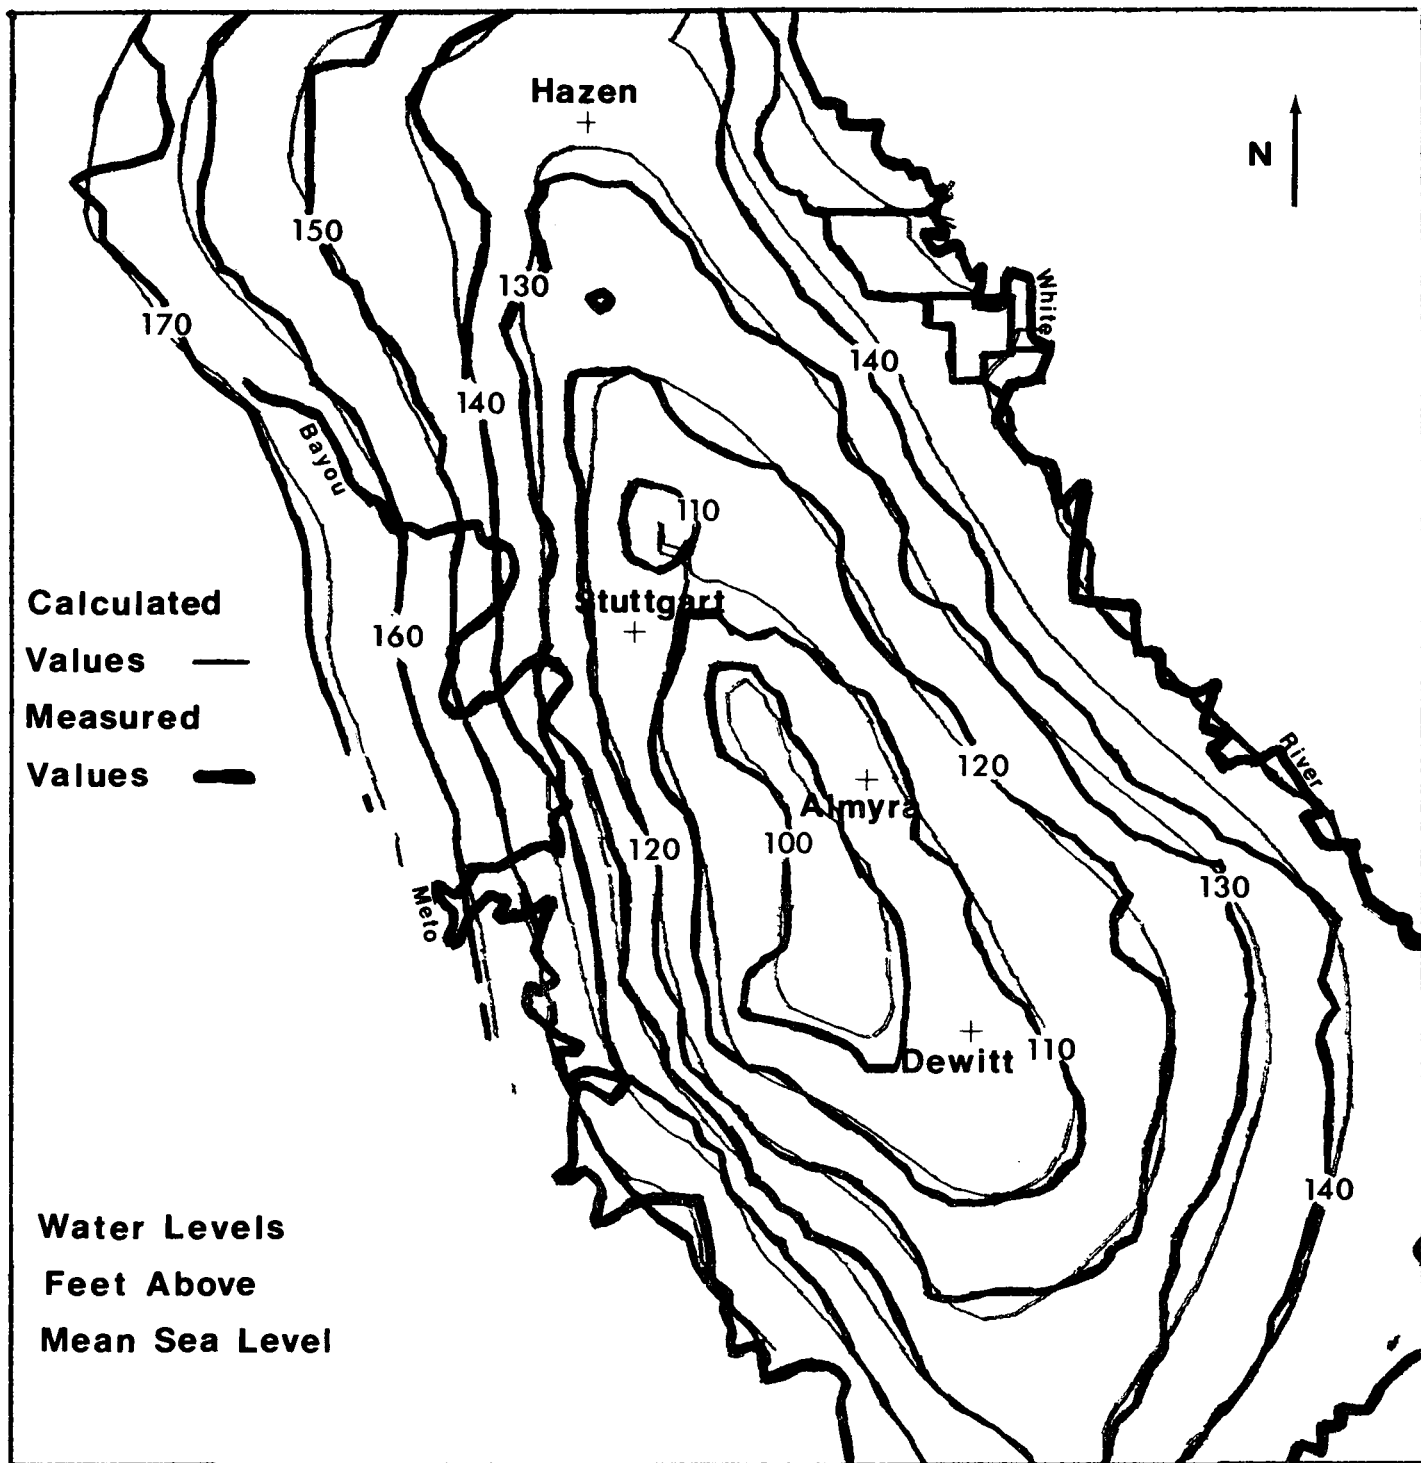 Hazen
N
150
130
White
170
140
140
Bayou
110
Calculated
Values
Measured
Values
Stuttgart
160
River
120
Almyra
120
100
130
Meto
Dewitt
110
140
Water Levels
Feet Above
Mean Sea Level